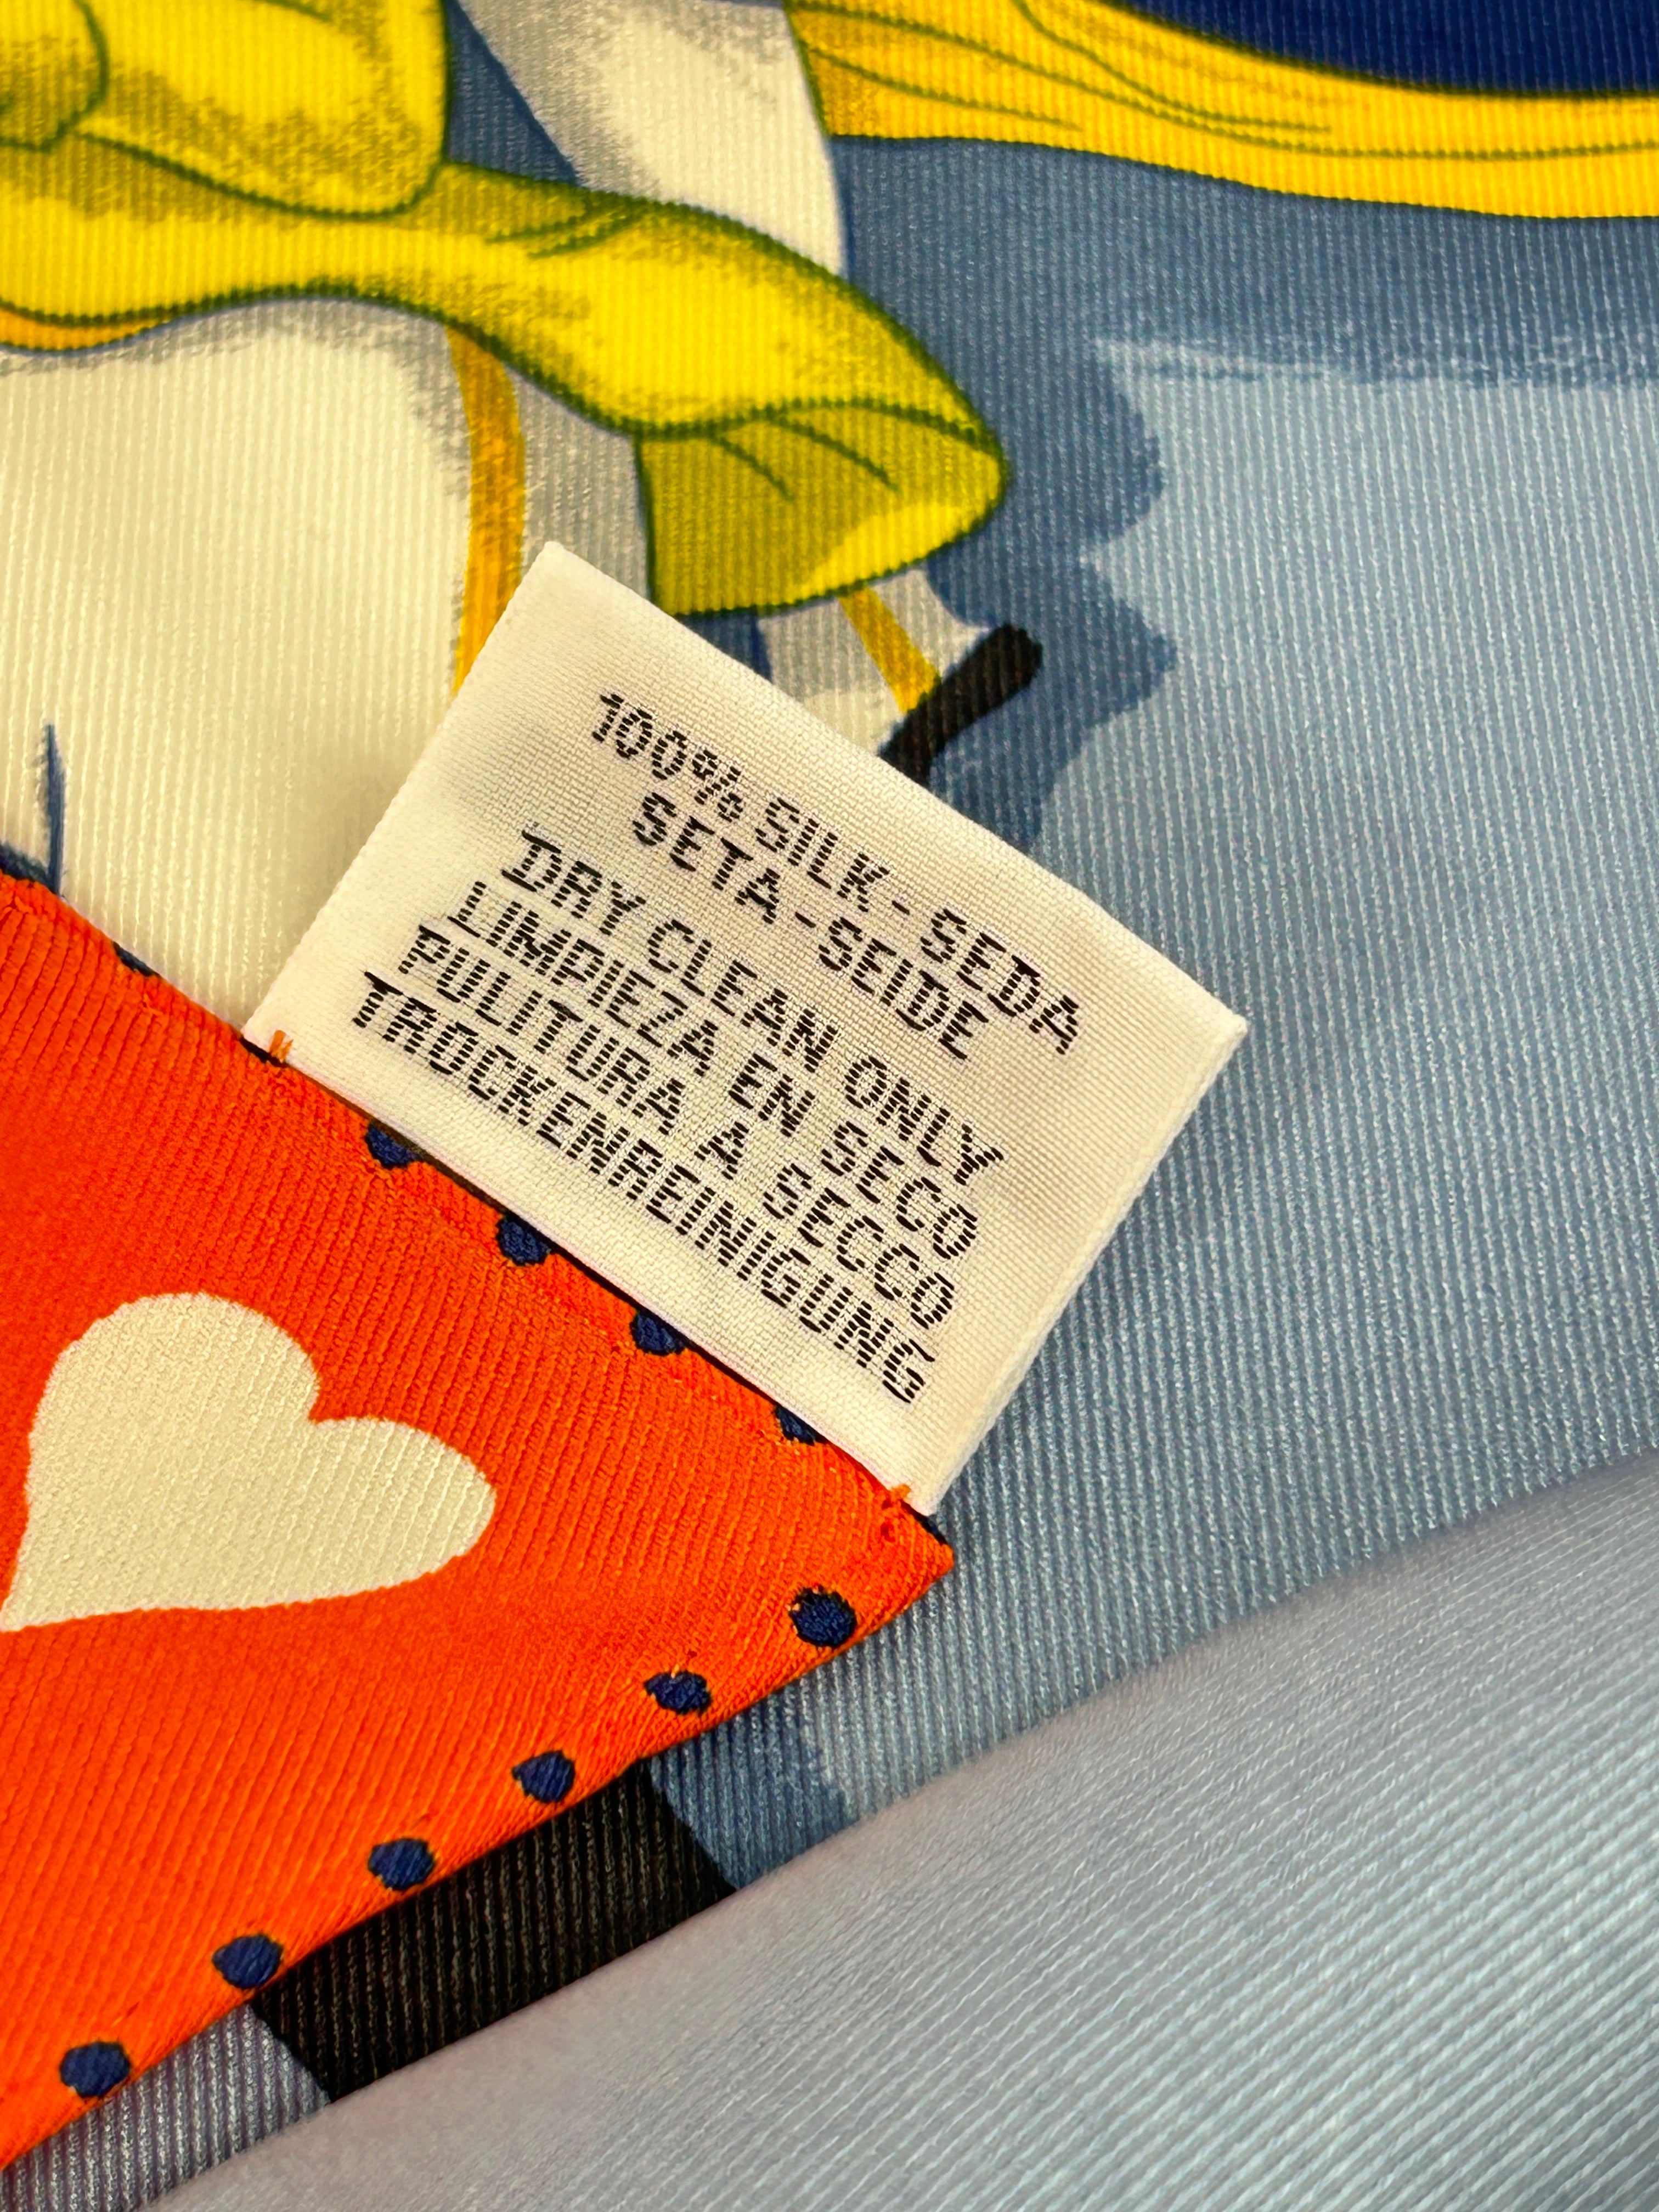 100% SILK - SEDA
SETA - SEIDE
DRY CLEAN ONLY
LIMPIEZA EN SECO
PULITURA A SECCO
TROCKENREINIGUNG